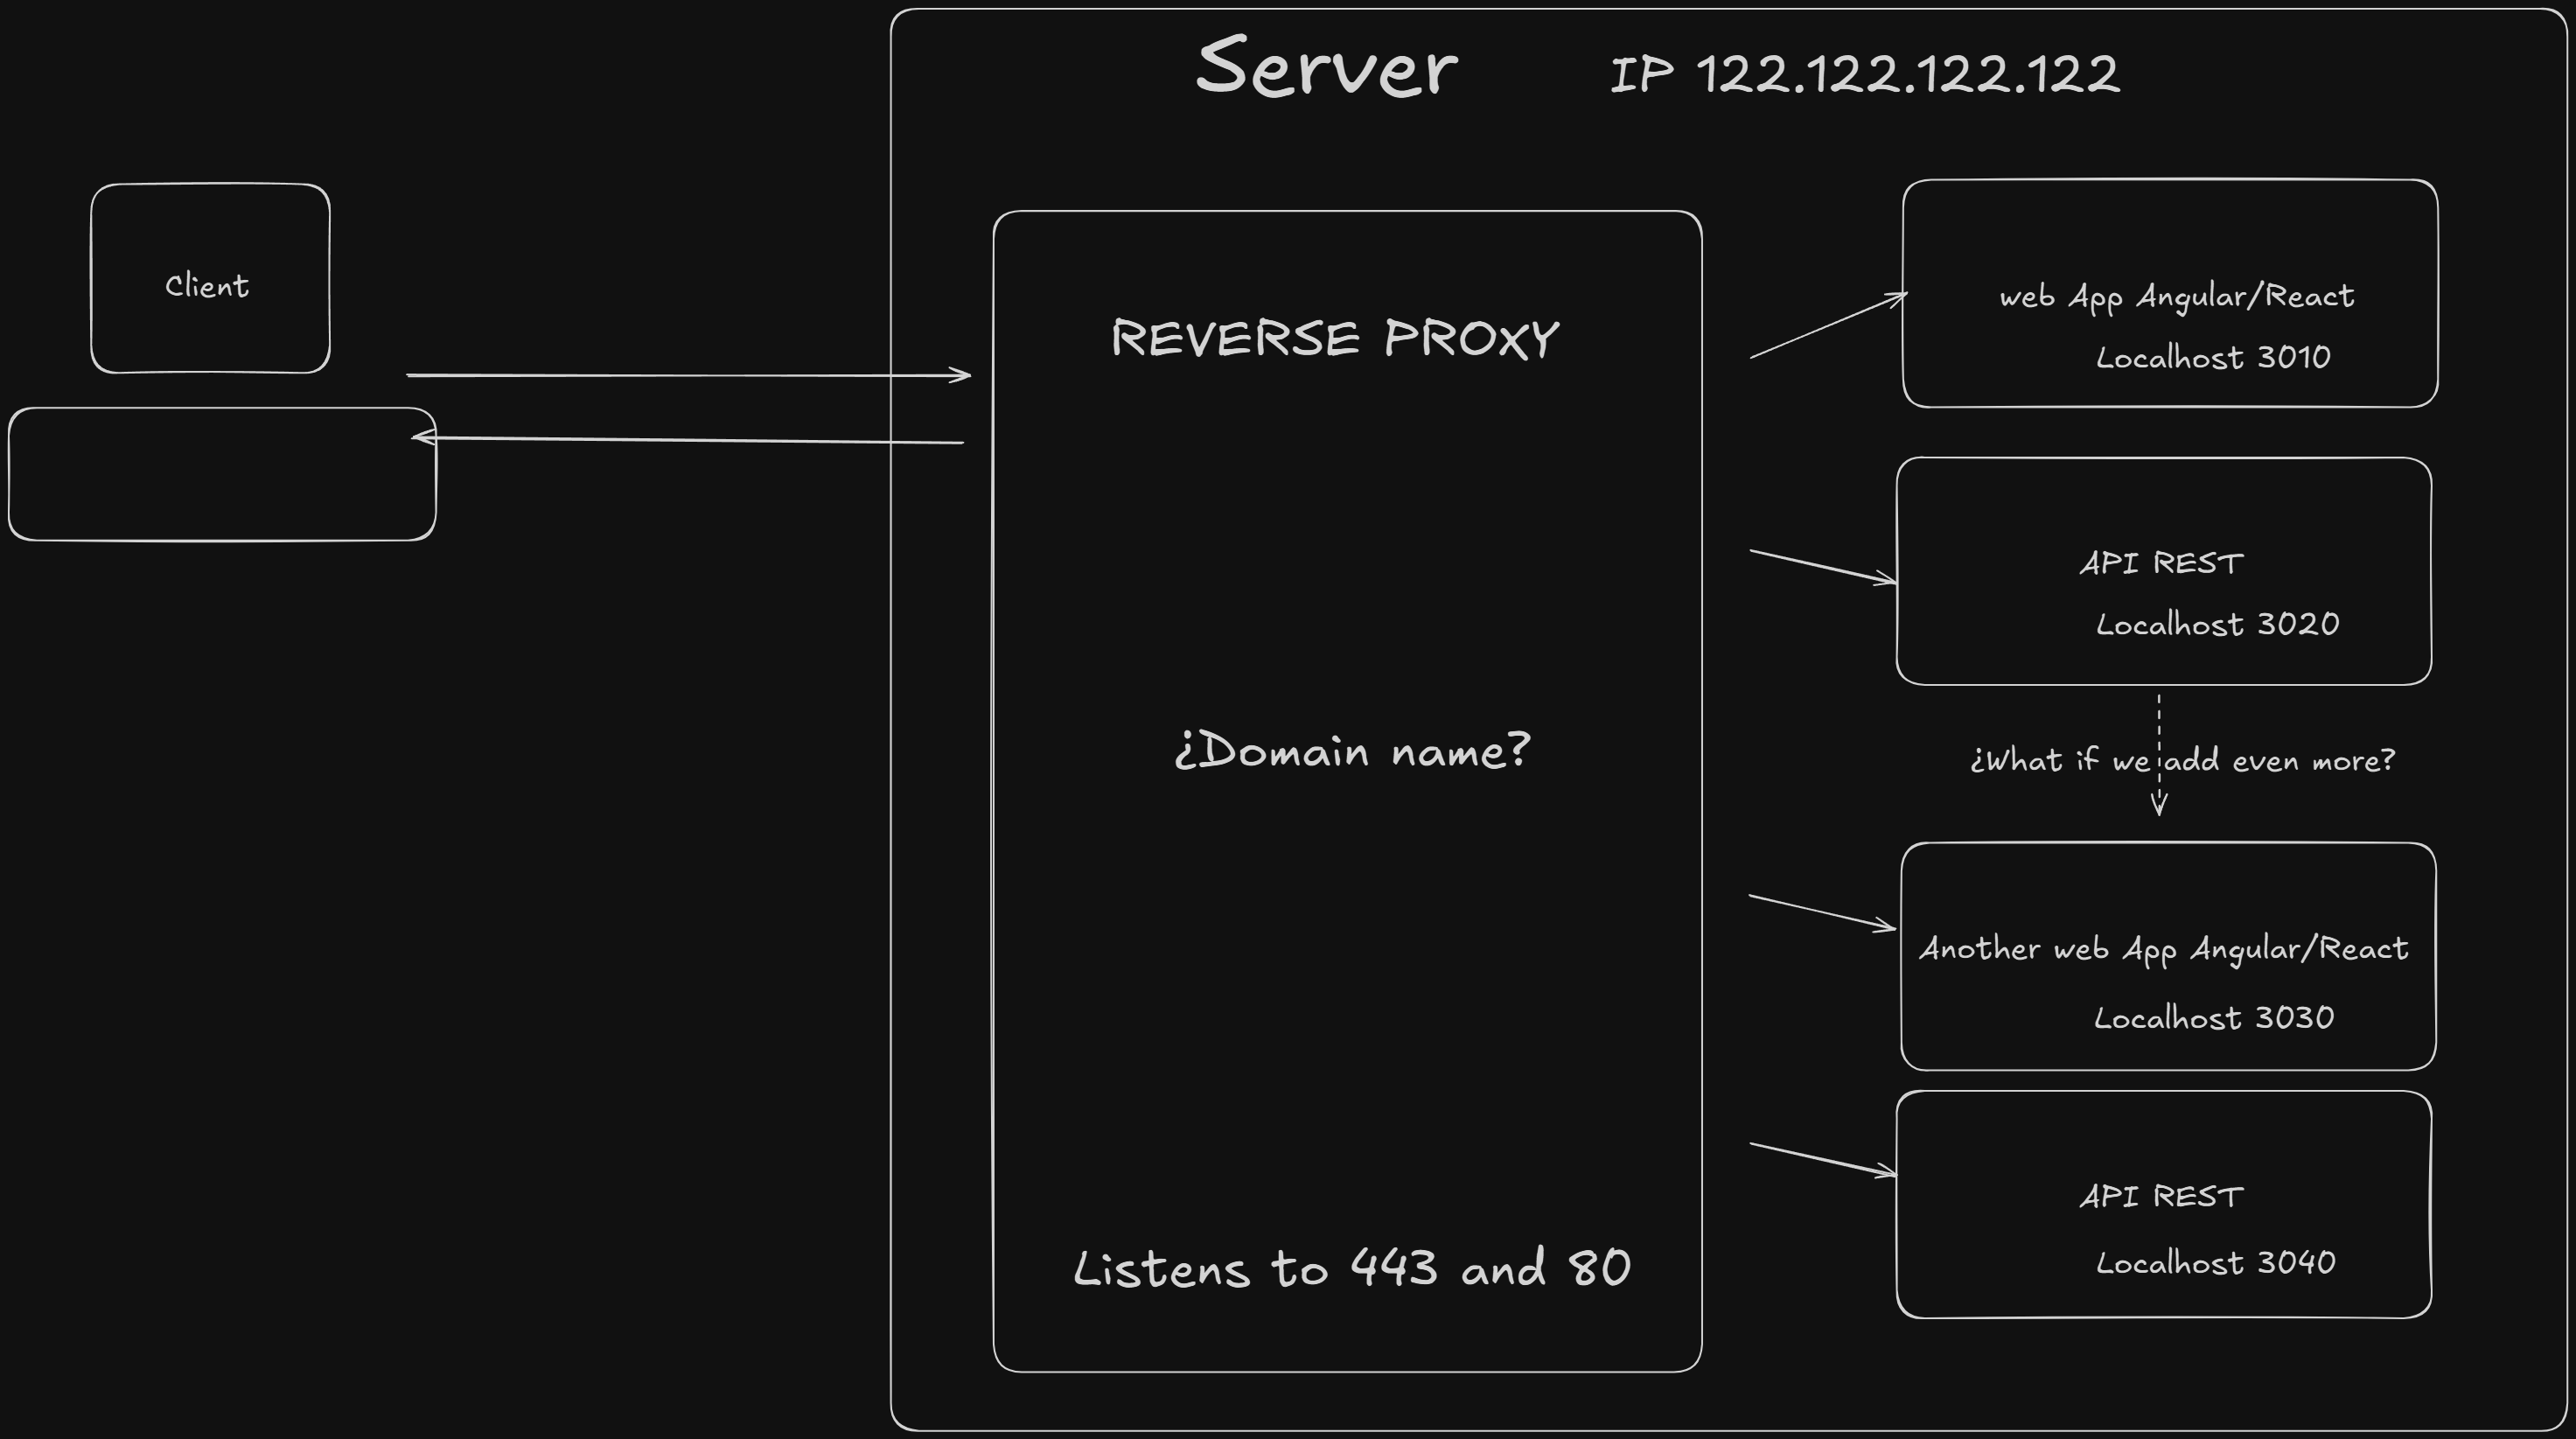 Server
IP 122.122.122.122
Client
REVERSE PROXY
¿Domain name?
Listens to 443 and 80
web App Angular/React
Localhost 3010
API REST
Localhost 3020
¿What if we add even more?
Another web App Angular/React
Localhost 3030
API REST
Localhost 3040